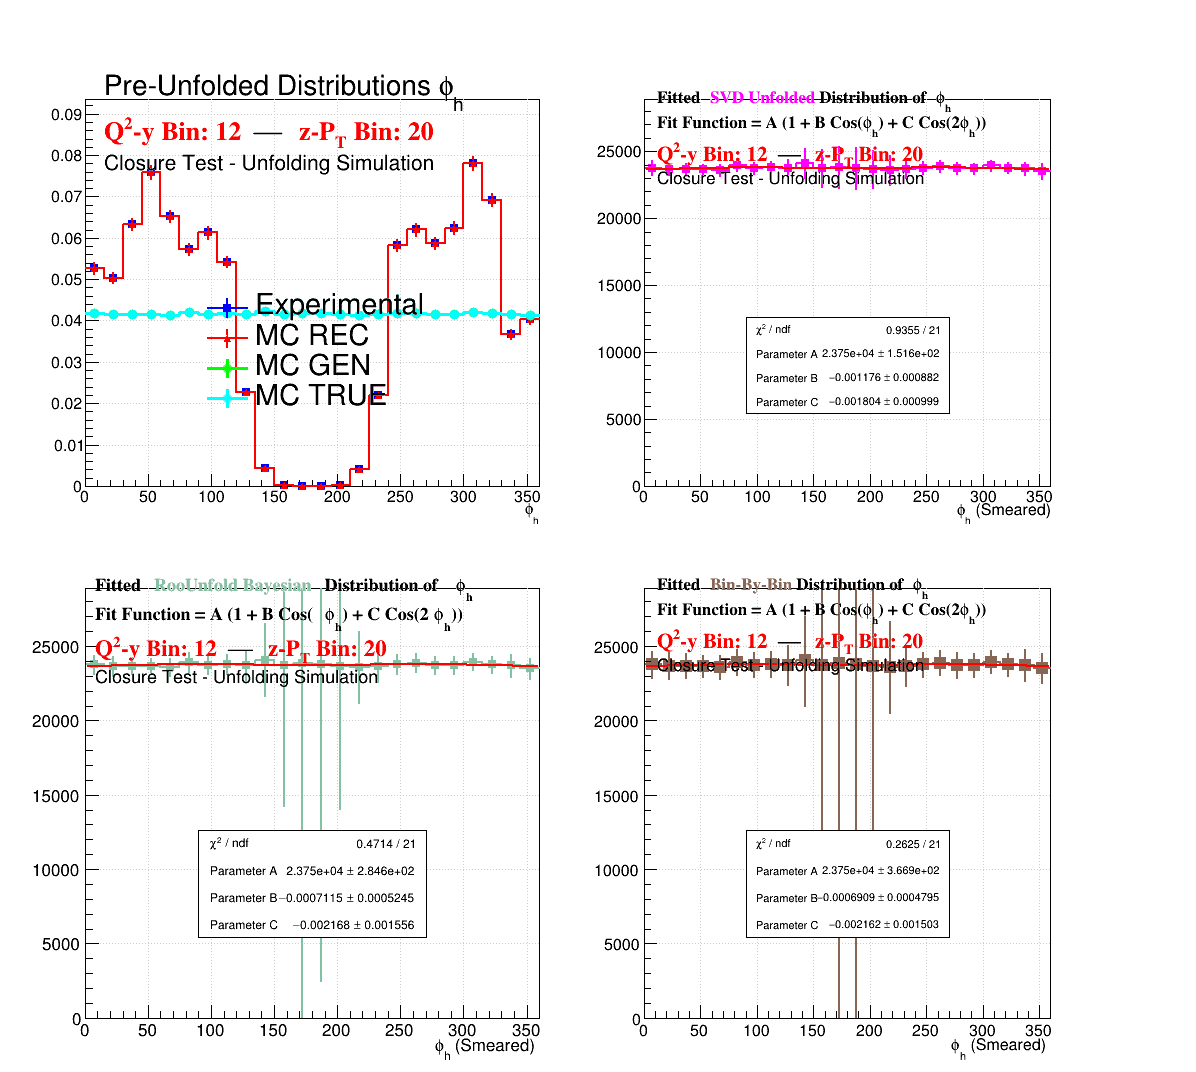 Pre-Unfolded Distributions ϕh
Q²-y Bin: 12 — z-PT Bin: 20
Closure Test - Unfolding Simulation
0.09
0.08
0.07
0.06
0.05
0.04
0.03
0.02
0.01
0
Experimental
MC REC
MC GEN
MC TRUE
0 50 100 150 200 250 300 350
ϕh
Fitted SVD Unfolded Distribution of ϕh
Fit Function = A (1 + B Cos(ϕh) + C Cos(2ϕh))
Q²-y Bin: 12 — z-PT Bin: 20
Closure Test - Unfolding Simulation
25000
20000
15000
10000
5000
0
χ² / ndf 0.9355 / 21
Parameter A 2.375e+04 ± 1.516e+02
Parameter B −0.001176 ± 0.000882
Parameter C −0.001804 ± 0.000999
0 50 100 150 200 250 300 350
ϕh (Smeared)
Fitted RooUnfold Bayesian Distribution of ϕh
Fit Function = A (1 + B Cos( ϕh) + C Cos(2 ϕh))
Q²-y Bin: 12 — z-PT Bin: 20
Closure Test - Unfolding Simulation
25000
20000
15000
10000
5000
0
χ² / ndf 0.4714 / 21
Parameter A 2.375e+04 ± 2.846e+02
Parameter B −0.0007115 ± 0.0005245
Parameter C −0.002168 ± 0.001556
0 50 100 150 200 250 300 350
ϕh (Smeared)
Fitted Bin-By-Bin Distribution of ϕh
Fit Function = A (1 + B Cos(ϕh) + C Cos(2ϕh))
Q²-y Bin: 12 — z-PT Bin: 20
Closure Test - Unfolding Simulation
25000
20000
15000
10000
5000
0
χ² / ndf 0.2625 / 21
Parameter A 2.375e+04 ± 3.669e+02
Parameter B −0.0006909 ± 0.0004795
Parameter C −0.002162 ± 0.001503
0 50 100 150 200 250 300 350
ϕh (Smeared)